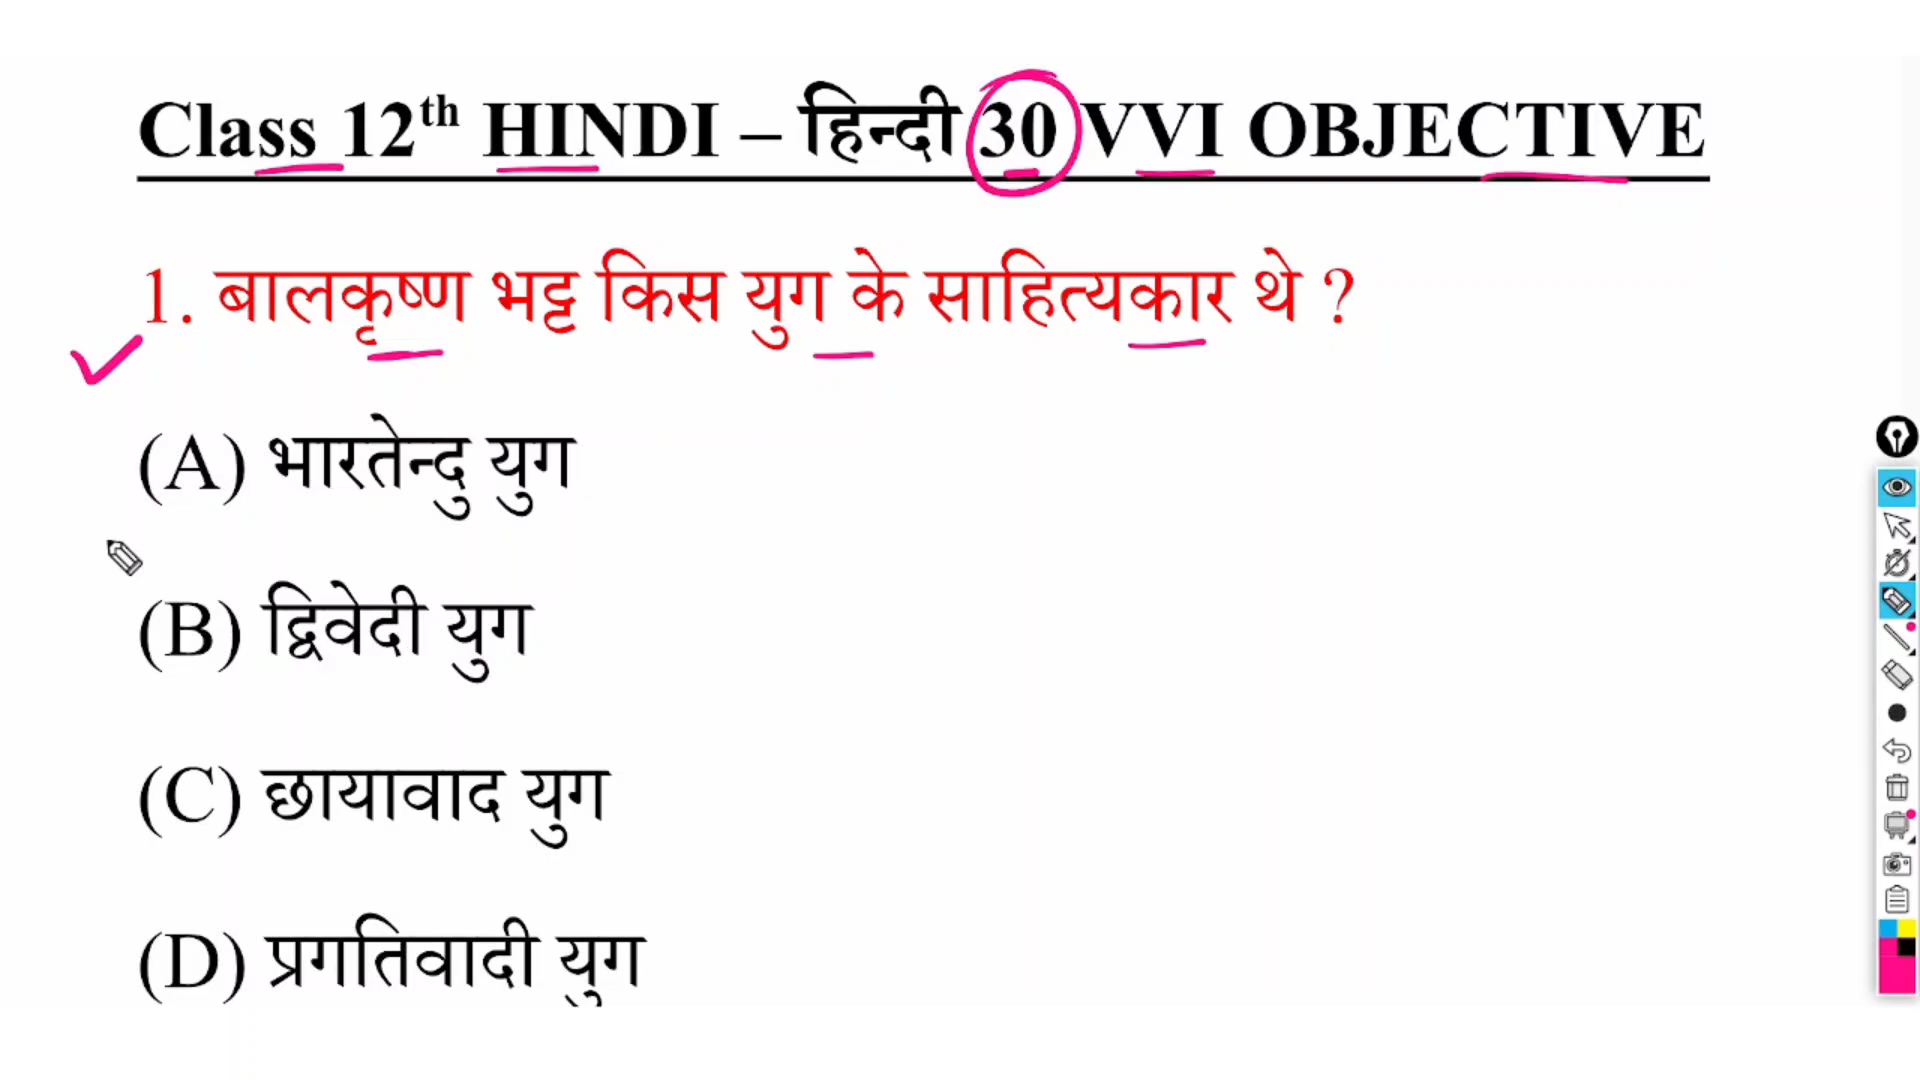 Class 12th HINDI – हिन्दी 30 VVI OBJECTIVE
1. बालकृष्ण भट्ट किस युग के साहित्यकार थे ?
(A) भारतेन्दु युग
(B) द्विवेदी युग
(C) छायावाद युग
(D) प्रगतिवादी युग